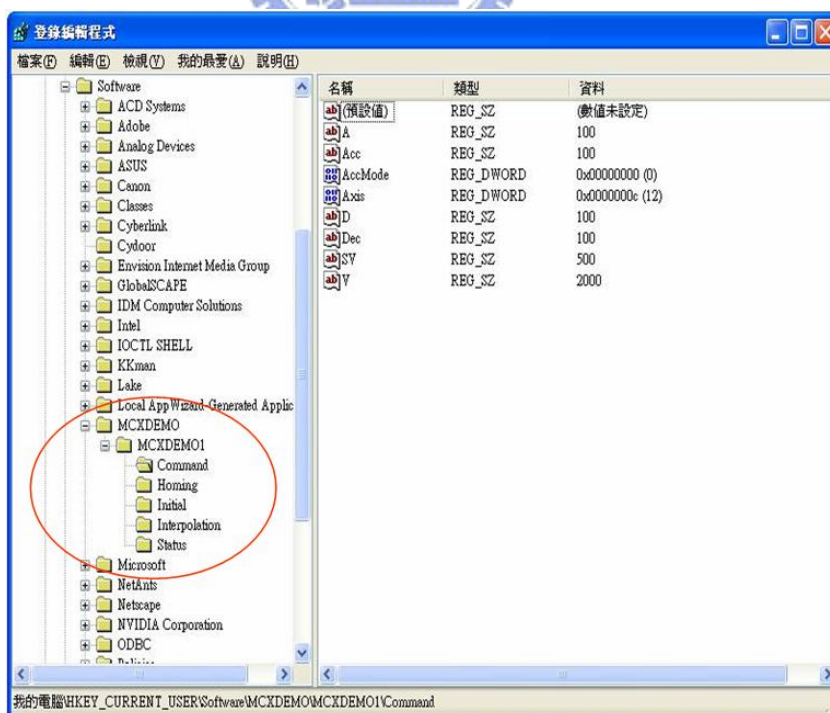 登錄編輯程式
檔案(F) 編輯(E) 檢視(V) 我的最愛(A) 說明(H)
Software
ACD Systems
Adobe
Analog Devices
ASUS
Canon
Classes
Cyberlink
Cydoor
Envision Internet Media Group
GlobalSCAPE
IDM Computer Solutions
Intel
IOCTL SHELL
KKman
Lake
Local AppWizard-Generated Applic
MCXDEMO
MCXDEMO1
Command
Homing
Initial
Interpolation
Status
Microsoft
NetAnts
Netscape
NVIDIA Corporation
ODBC
名稱 類型 資料
(預設值) REG_SZ (數值未設定)
A REG_SZ 100
Acc REG_SZ 100
AccMode REG_DWORD 0x00000000 (0)
Axis REG_DWORD 0x0000000c (12)
D REG_SZ 100
Dec REG_SZ 100
SV REG_SZ 500
V REG_SZ 2000
我的電腦\HKEY_CURRENT_USER\Software\MCXDEMO\MCXDEMO1\Command